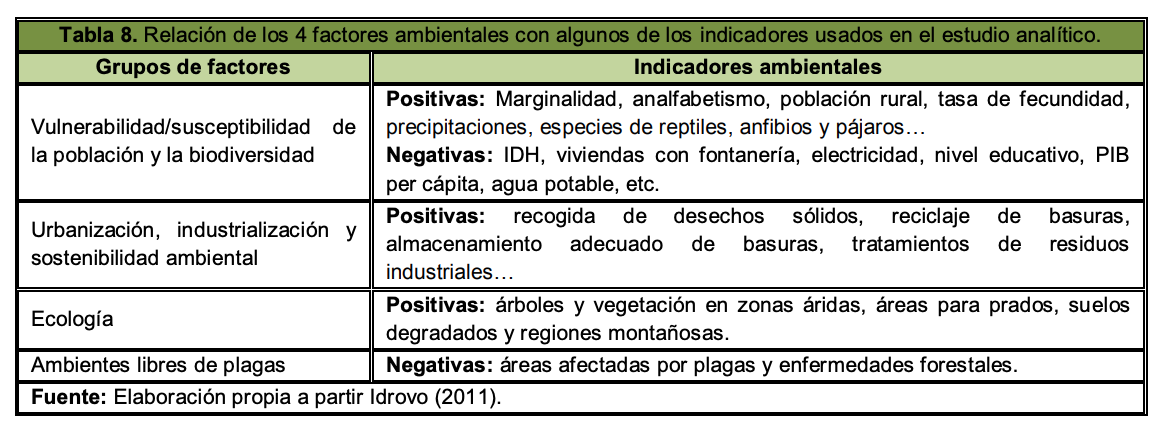 Tabla 8. Relación de los 4 factores ambientales con algunos de los indicadores usados en el estudio analítico.
Grupos de factores
Indicadores ambientales
Vulnerabilidad/susceptibilidad de
la población y la biodiversidad
Positivas: Marginalidad, analfabetismo, población rural, tasa de fecundidad,
precipitaciones, especies de reptiles, anfibios y pájaros…
Negativas: IDH, viviendas con fontanería, electricidad, nivel educativo, PIB
per cápita, agua potable, etc.
Urbanización, industrialización y
sostenibilidad ambiental
Positivas: recogida de desechos sólidos, reciclaje de basuras,
almacenamiento adecuado de basuras, tratamientos de residuos
industriales…
Ecología
Positivas: árboles y vegetación en zonas áridas, áreas para prados, suelos
degradados y regiones montañosas.
Ambientes libres de plagas
Negativas: áreas afectadas por plagas y enfermedades forestales.
Fuente: Elaboración propia a partir Idrovo (2011).